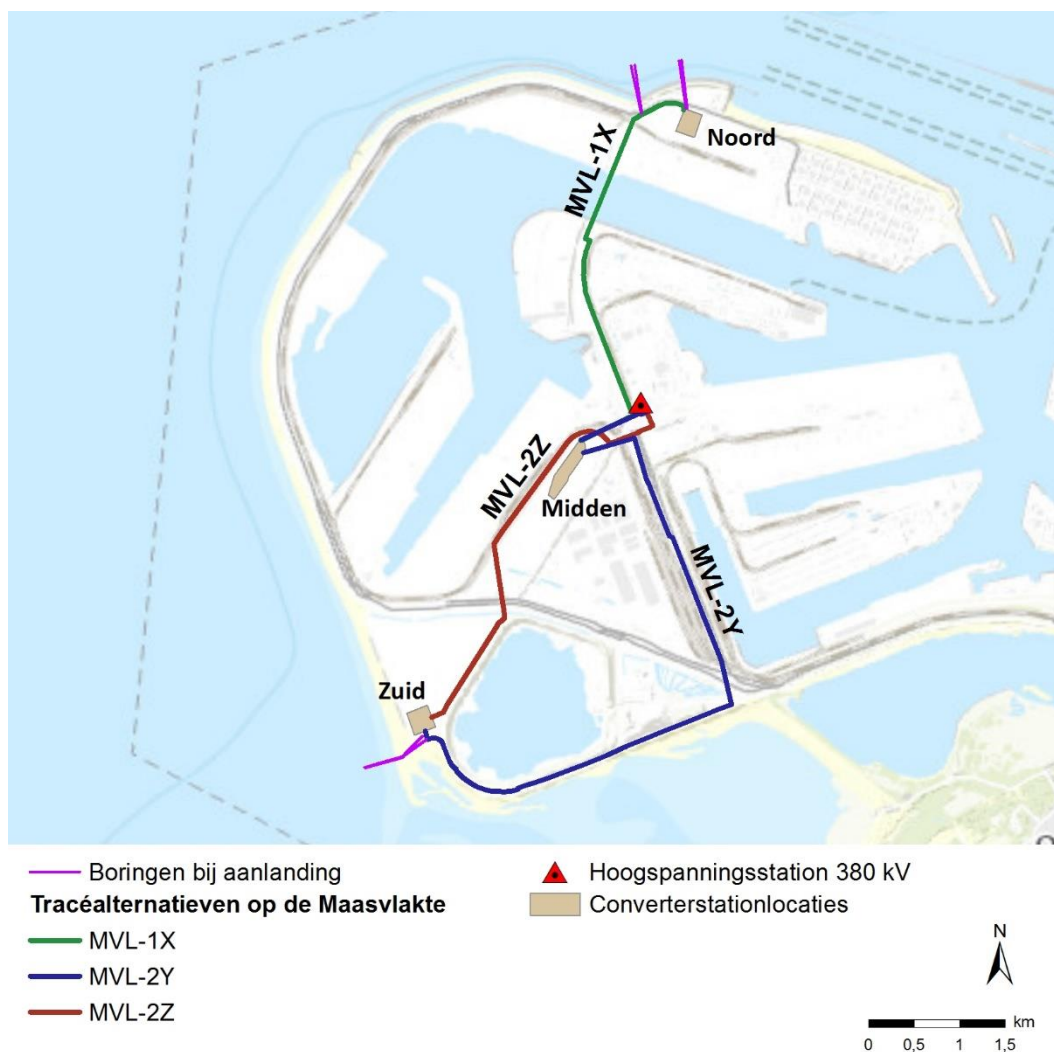 Noord
MVL-1X
MVL-2Z
Midden
MVL-2Y
Zuid
Boringen bij aanlanding
Tracéalternatieven op de Maasvlakte
MVL-1X
MVL-2Y
MVL-2Z
Hoogspanningsstation 380 kV
Converterstationlocaties
N
km
0 0,5 1 1,5